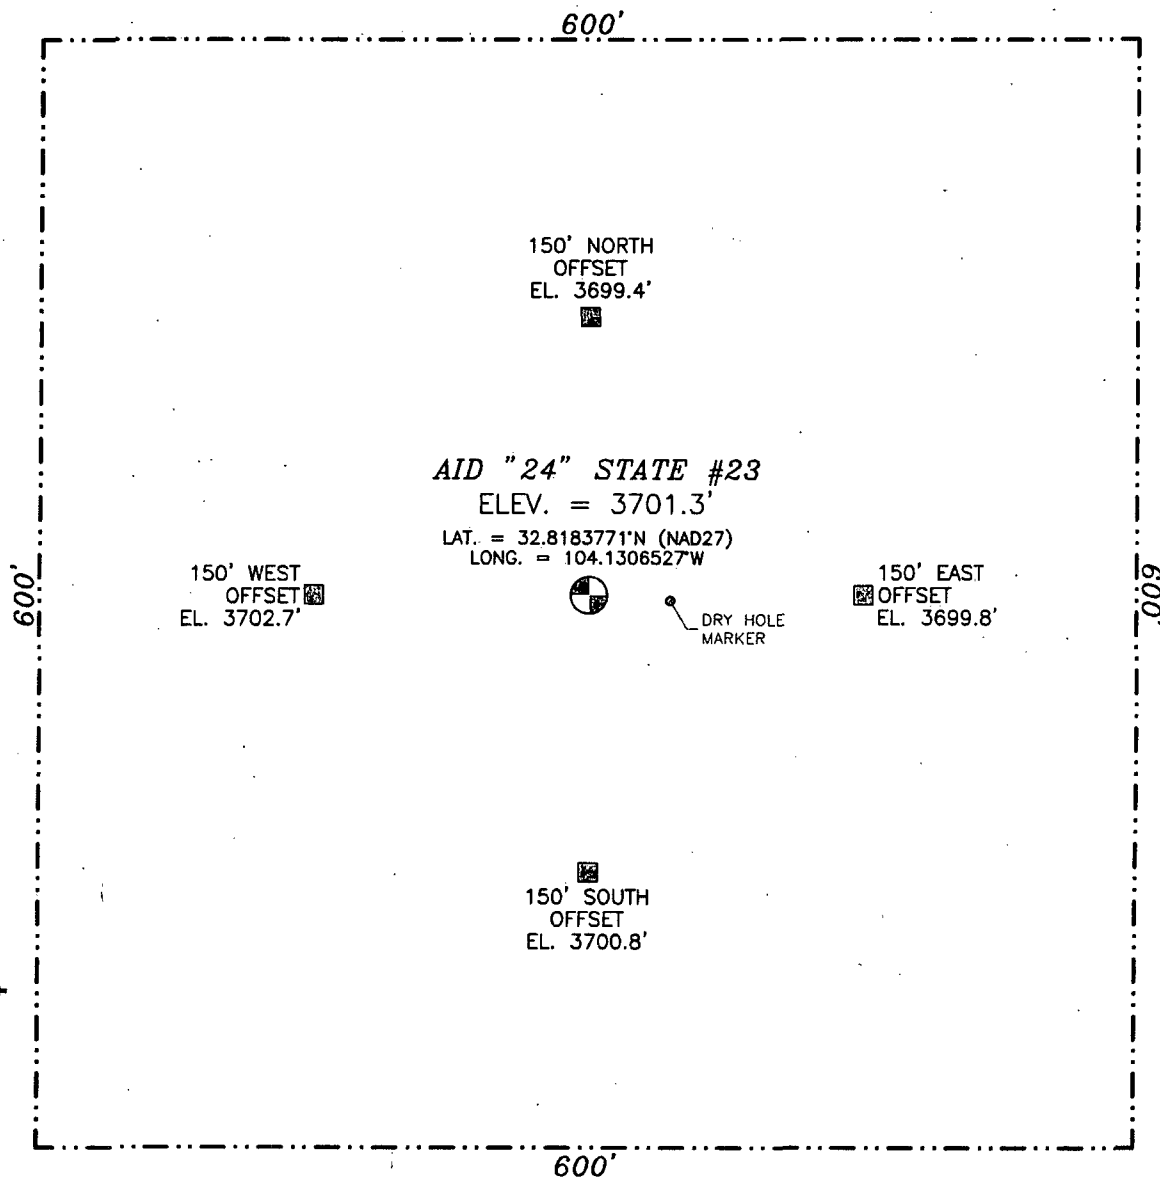 600'
150' NORTH
OFFSET
EL. 3699.4'
AID "24" STATE #23
ELEV. = 3701.3'
LAT. = 32.8183771°N (NAD27)
LONG. = 104.1306527°W
600'
150' WEST
OFFSET
EL. 3702.7'
DRY HOLE
MARKER
150' EAST
OFFSET
EL. 3699.8'
600'
150' SOUTH
OFFSET
EL. 3700.8'
600'